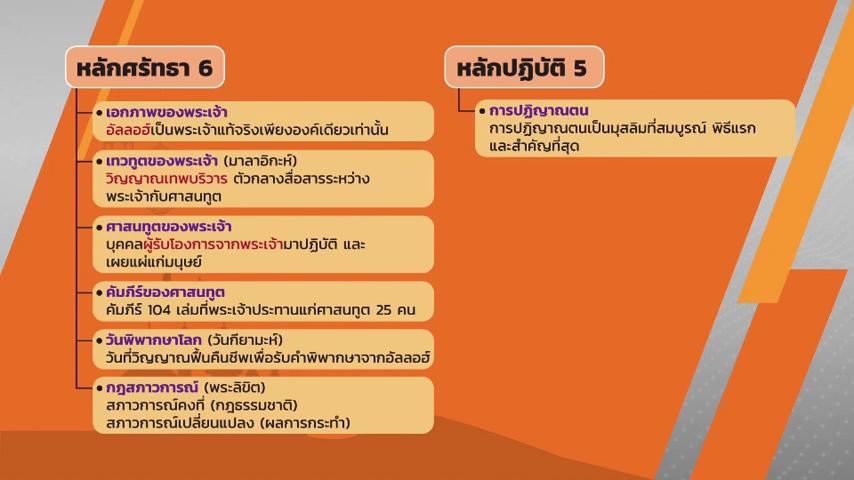 หลักศรัทธา 6
เอกภาพของพระเจ้า
อัลลอฮ์เป็นพระเจ้าแท้จริงเพียงองค์เดียวเท่านั้น
เทวทูตของพระเจ้า (มาลาอิกะห์)
วิญญาณเทพบริวาร ตัวกลางสื่อสารระหว่าง
พระเจ้ากับศาสนทูต
ศาสนทูตของพระเจ้า
บุคคลผู้รับโองการจากพระเจ้ามาปฏิบัติ และ
เผยแผ่แก่มนุษย์
คัมภีร์ของศาสนทูต
คัมภีร์ 104 เล่มที่พระเจ้าประทานแก่ศาสนทูต 25 คน
วันพิพากษาโลก (วันกียามะห์)
วันที่วิญญาณฟื้นคืนชีพเพื่อรับคำพิพากษาจากอัลลอฮ์
กฎสภาวการณ์ (พระลิขิต)
สภาวการณ์คงที่ (กฎธรรมชาติ)
สภาวการณ์เปลี่ยนแปลง (ผลการกระทำ)
หลักปฏิบัติ 5
การปฏิญาณตน
การปฏิญาณตนเป็นมุสลิมที่สมบูรณ์ พิธีแรก
และสำคัญที่สุด